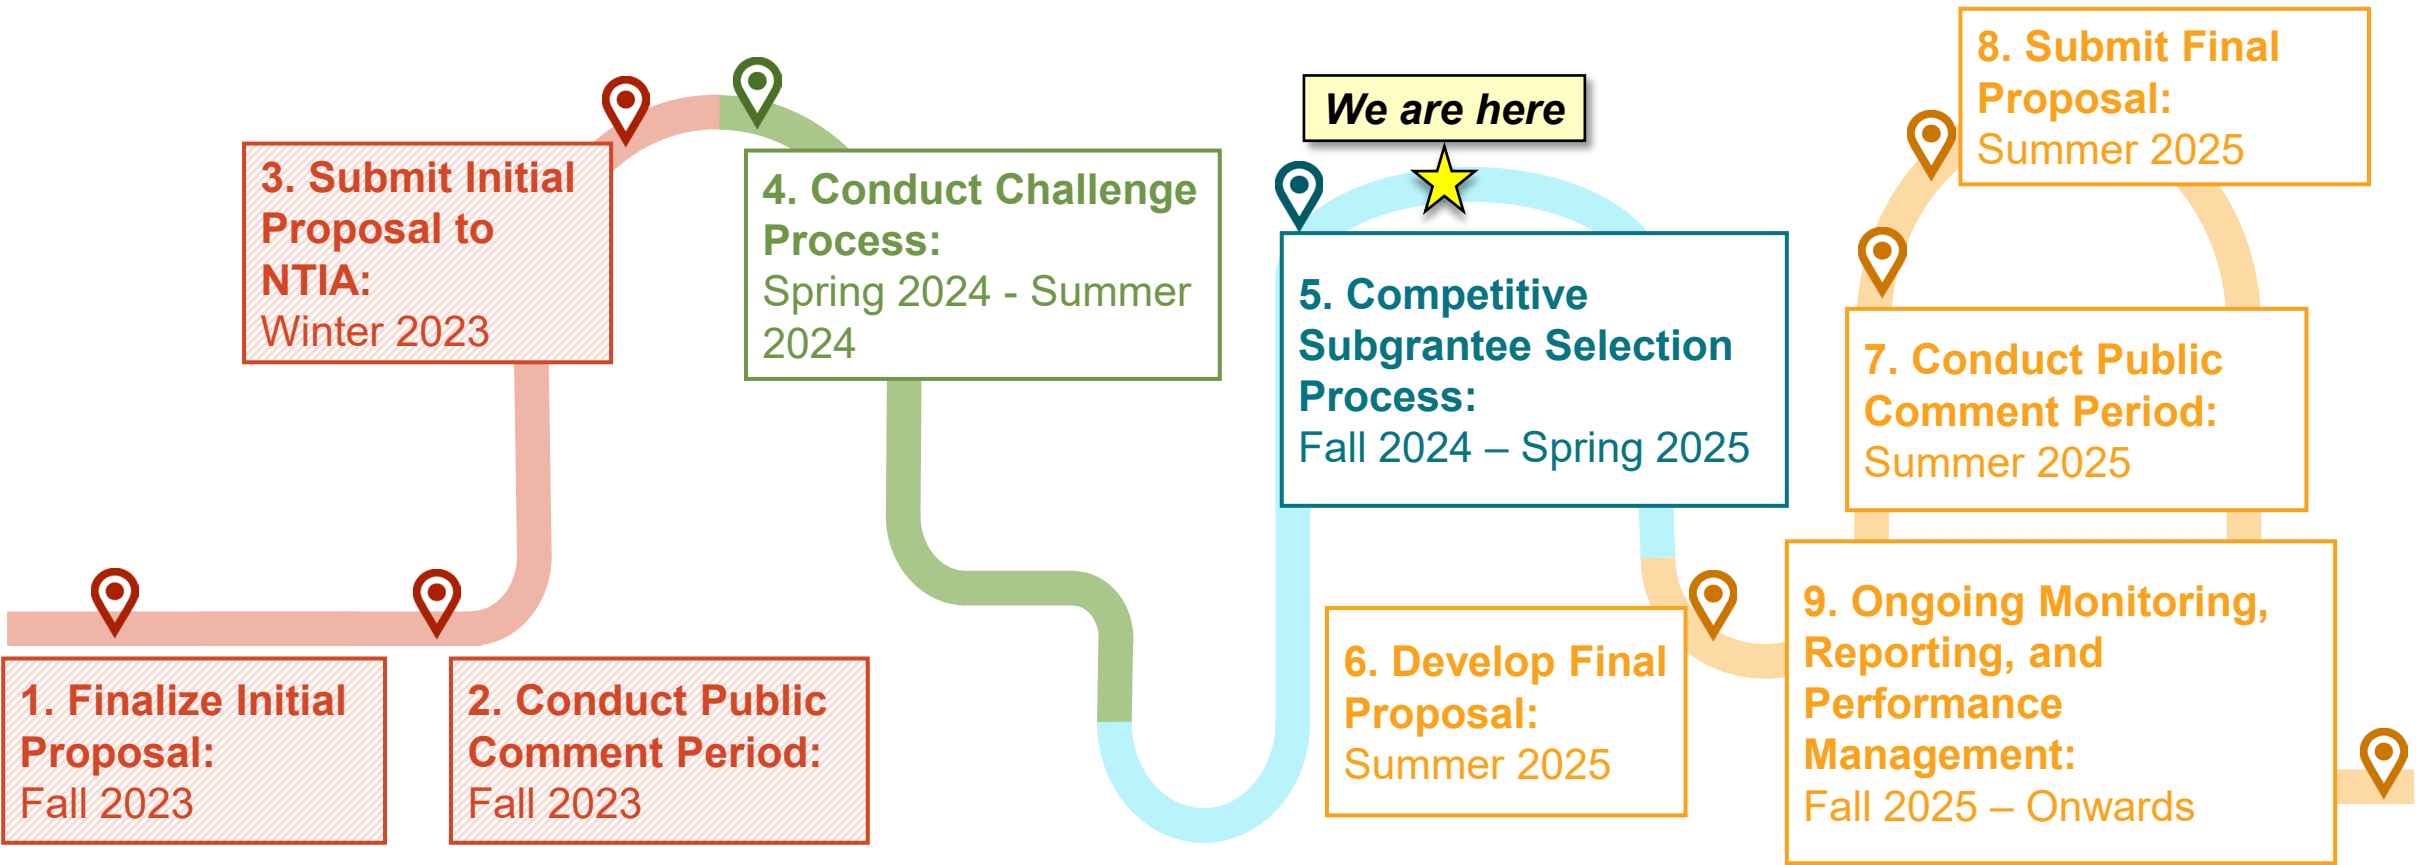 1. Finalize Initial
Proposal:
Fall 2023
2. Conduct Public
Comment Period:
Fall 2023
3. Submit Initial
Proposal to
NTIA:
Winter 2023
4. Conduct Challenge
Process:
Spring 2024 - Summer
2024
We are here
5. Competitive
Subgrantee Selection
Process:
Fall 2024 – Spring 2025
6. Develop Final
Proposal:
Summer 2025
7. Conduct Public
Comment Period:
Summer 2025
8. Submit Final
Proposal:
Summer 2025
9. Ongoing Monitoring,
Reporting, and
Performance
Management:
Fall 2025 – Onwards